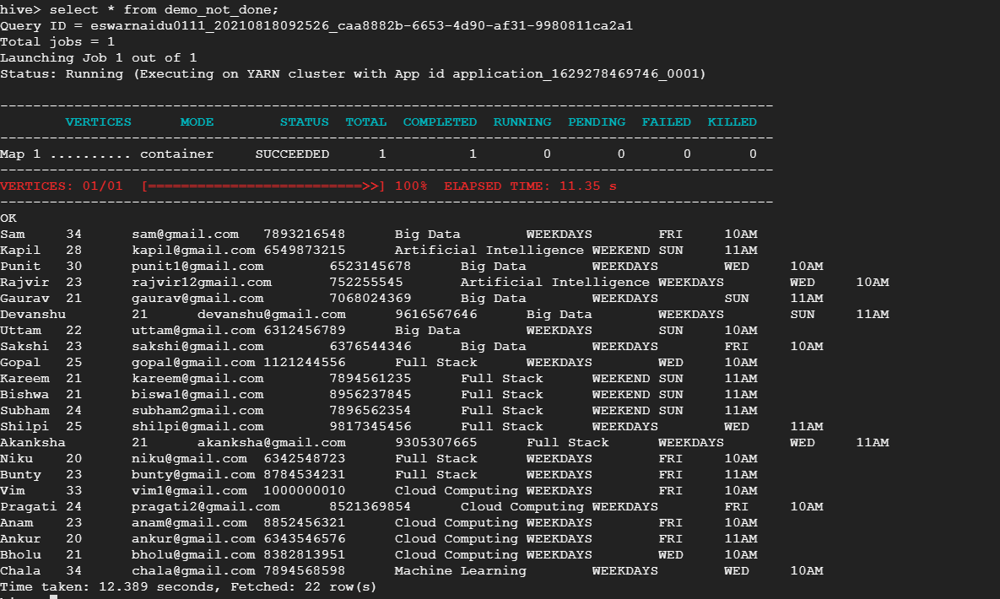 hive> select * from demo_not_done;
Query ID = eswarnaidu0111_20210818092526_caa8882b-6653-4d90-af31-9980811ca2a1
Total jobs = 1
Launching Job 1 out of 1
Status: Running (Executing on YARN cluster with App id application_1629278469746_0001)
----------------------------------------------------------------------------------------------
        VERTICES      MODE        STATUS  TOTAL  COMPLETED  RUNNING  PENDING  FAILED  KILLED
----------------------------------------------------------------------------------------------
Map 1 .......... container     SUCCEEDED      1          1        0        0       0       0
----------------------------------------------------------------------------------------------
VERTICES: 01/01  [==========================>>] 100%  ELAPSED TIME: 11.35 s
----------------------------------------------------------------------------------------------
OK
Sam     34      sam@gmail.com   7893216548      Big Data        WEEKDAYS        FRI     10AM
Kapil   28      kapil@gmail.com 6549873215      Artificial Intelligence WEEKEND SUN     11AM
Punit   30      punit1@gmail.com        6523145678      Big Data        WEEKDAYS        WED     10AM
Rajvir  23      rajvir12gmail.com       752255545       Artificial Intelligence WEEKDAYS        WED     10AM
Gaurav  21      gaurav@gmail.com        7068024369      Big Data        WEEKDAYS        SUN     11AM
Devanshu        21      devanshu@gmail.com      9616567646      Big Data        WEEKDAYS        SUN     11AM
Uttam   22      uttam@gmail.com 6312456789      Big Data        WEEKDAYS        SUN     10AM
Sakshi  23      sakshi@gmail.com        6376544346      Big Data        WEEKDAYS        FRI     10AM
Gopal   25      gopal@gmail.com 1121244556      Full Stack      WEEKDAYS        WED     10AM
Kareem  21      kareem@gmail.com        7894561235      Full Stack      WEEKEND SUN     11AM
Bishwa  21      biswa1@gmail.com        8956237845      Full Stack      WEEKEND SUN     11AM
Subham  24      subham2gmail.com        7896562354      Full Stack      WEEKEND SUN     11AM
Shilpi  25      shilpi@gmail.com        9817345456      Full Stack      WEEKDAYS        WED     11AM
Akanksha        21      akanksha@gmail.com      9305307665      Full Stack      WEEKDAYS        WED     11AM
Niku    20      niku@gmail.com  6342548723      Full Stack      WEEKDAYS        FRI     10AM
Bunty   23      bunty@gmail.com 8784534231      Full Stack      WEEKDAYS        FRI     11AM
Vim     33      vim1@gmail.com  1000000010      Cloud Computing WEEKDAYS        FRI     10AM
Pragati 24      pragati2@gmail.com      8521369854      Cloud Computing WEEKDAYS        FRI     10AM
Anam    23      anam@gmail.com  8852456321      Cloud Computing WEEKDAYS        FRI     10AM
Ankur   20      ankur@gmail.com 6343546576      Cloud Computing WEEKDAYS        FRI     11AM
Bholu   21      bholu@gmail.com 8382813951      Cloud Computing WEEKDAYS        WED     10AM
Chala   34      chala@gmail.com 7894568598      Machine Learning        WEEKDAYS        WED     10AM
Time taken: 12.389 seconds, Fetched: 22 row(s)